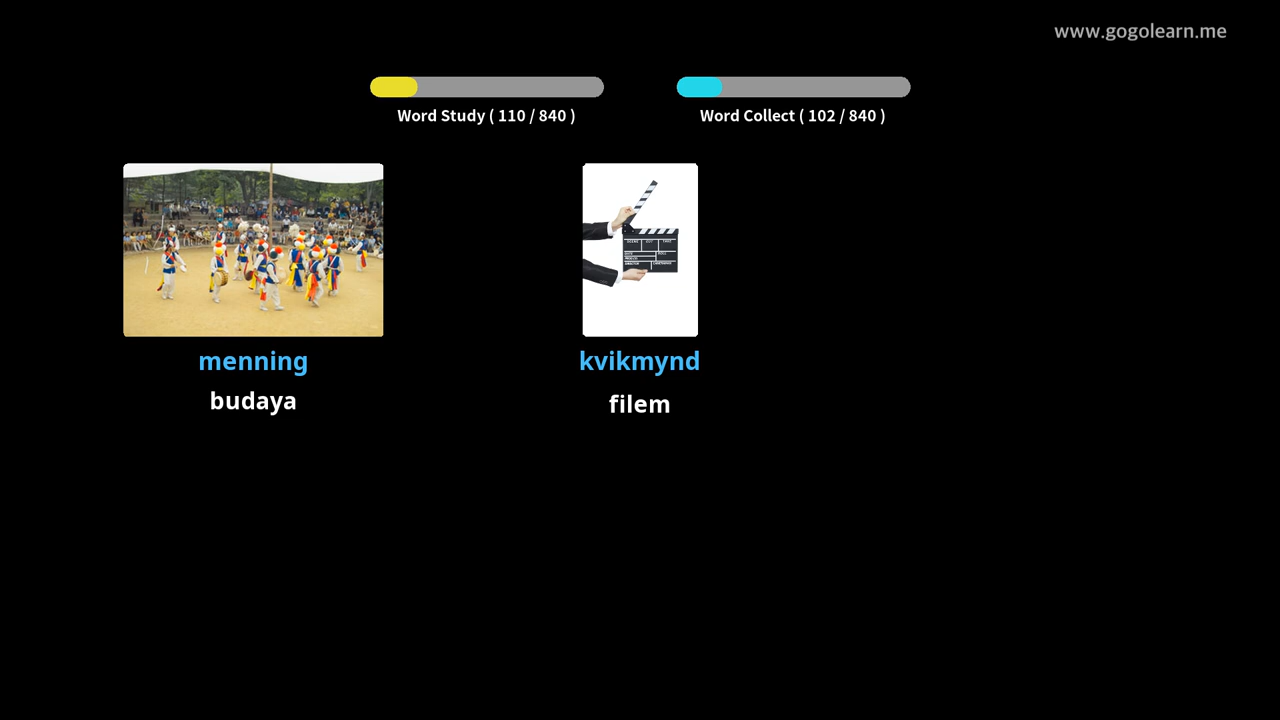 www.gogolearn.me
Word Study ( 110 / 840 )
Word Collect ( 102 / 840 )
menning
budaya
kvikmynd
filem